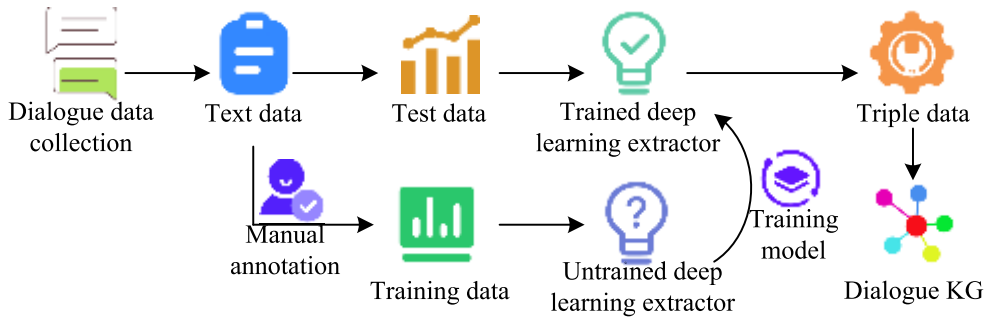 Dialogue data
collection
Text data
Test data
Trained deep
learning extractor
Triple data
Manual
annotation
Training data
Untrained deep
learning extractor
Training
model
Dialogue KG